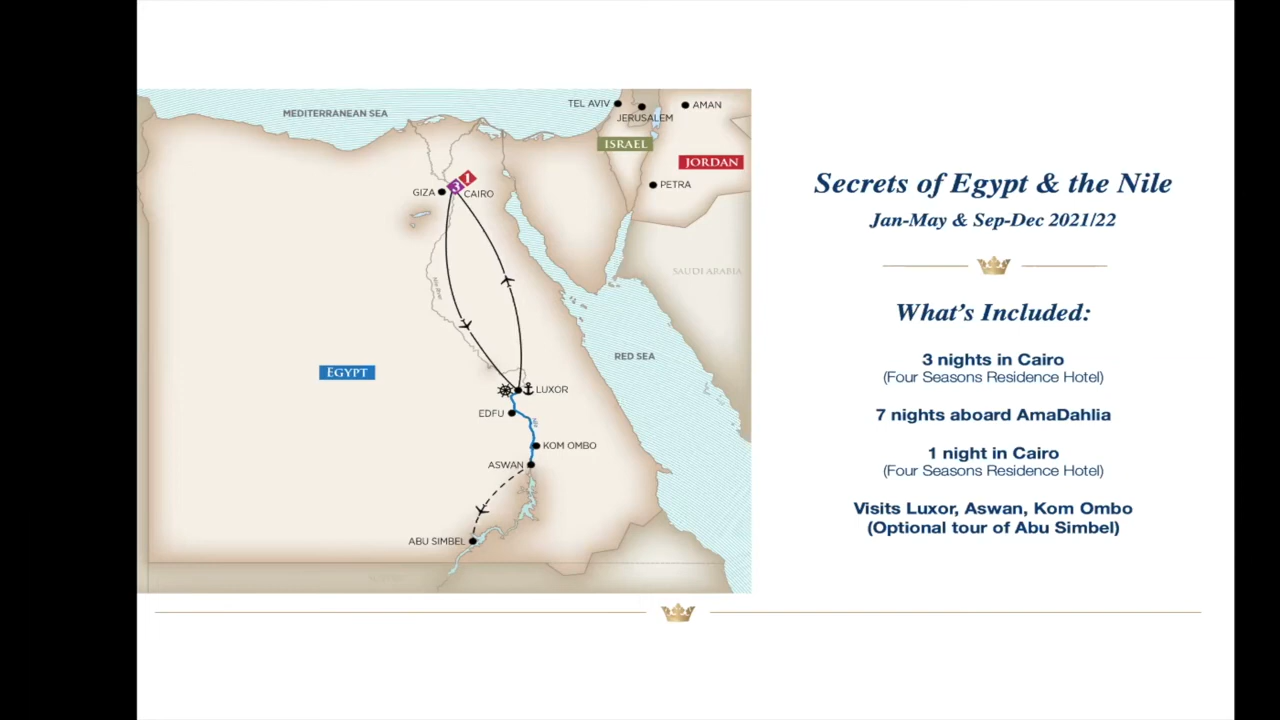 MEDITERRANEAN SEA
TEL AVIV
AMAN
JERUSALEM
ISRAEL
JORDAN
PETRA
GIZA
3
1
CAIRO
SAUDI ARABIA
RED SEA
EGYPT
LUXOR
EDFU
KOM OMBO
ASWAN
ABU SIMBEL
Secrets of Egypt & the Nile
Jan-May & Sep-Dec 2021/22
What's Included:
3 nights in Cairo
(Four Seasons Residence Hotel)
7 nights aboard AmaDahlia
1 night in Cairo
(Four Seasons Residence Hotel)
Visits Luxor, Aswan, Kom Ombo
(Optional tour of Abu Simbel)